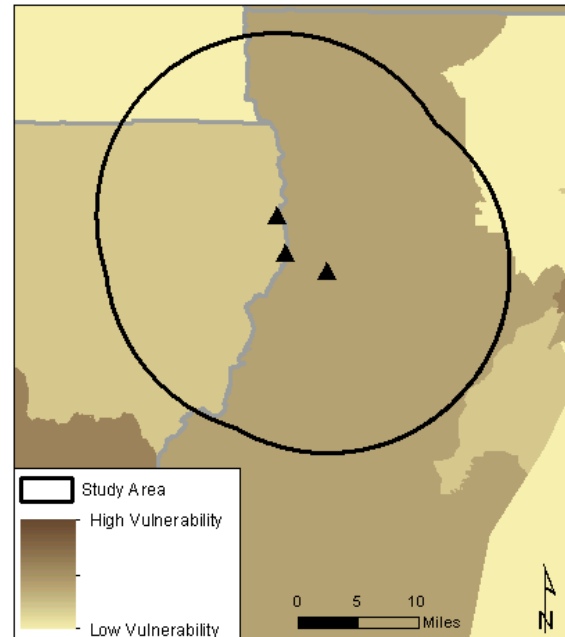 Study Area
High Vulnerability
Low Vulnerability
0 5 10
Miles
N